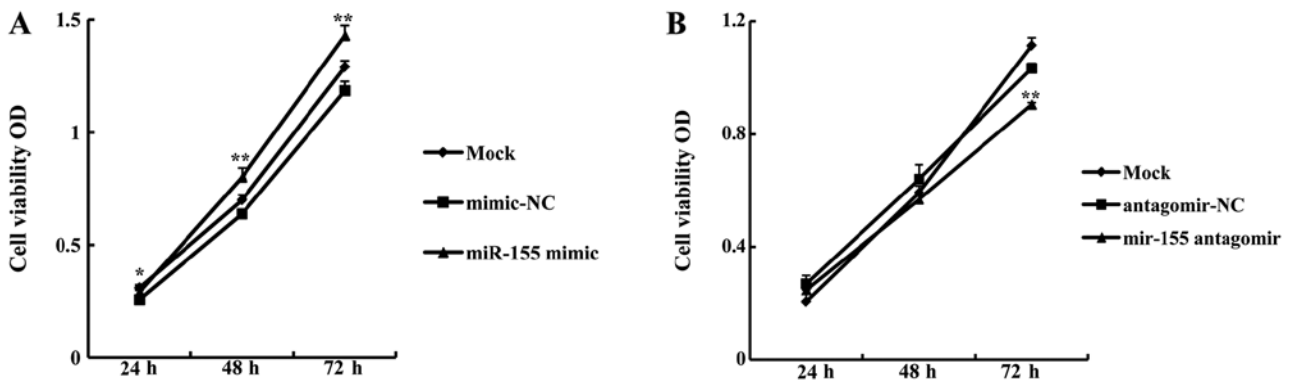 A
Cell viability OD
1.5
1
0.5
0
*
**
**
24 h
48 h
72 h
Mock
mimic-NC
miR-155 mimic
B
Cell viability OD
1.2
0.8
0.4
0
**
24 h
48 h
72 h
Mock
antagomir-NC
mir-155 antagomir